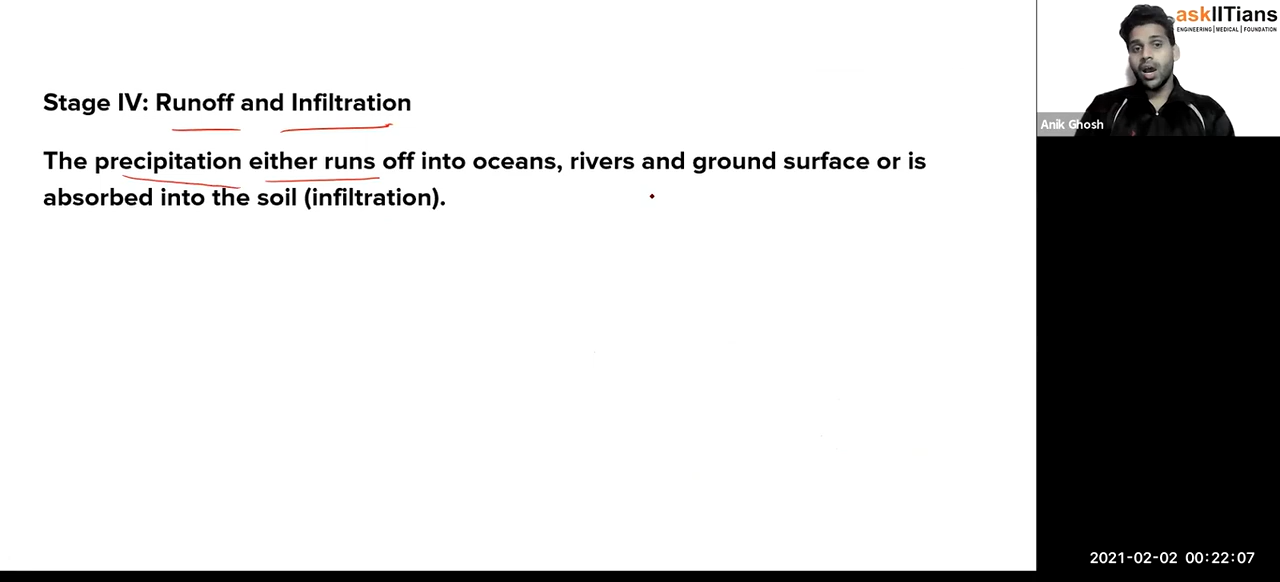 askIITians
ENGINEERING | MEDICAL | FOUNDATION
Stage IV: Runoff and Infiltration
Anik Ghosh
The precipitation either runs off into oceans, rivers and ground surface or is
absorbed into the soil (infiltration).
2021-02-02 00:22:07